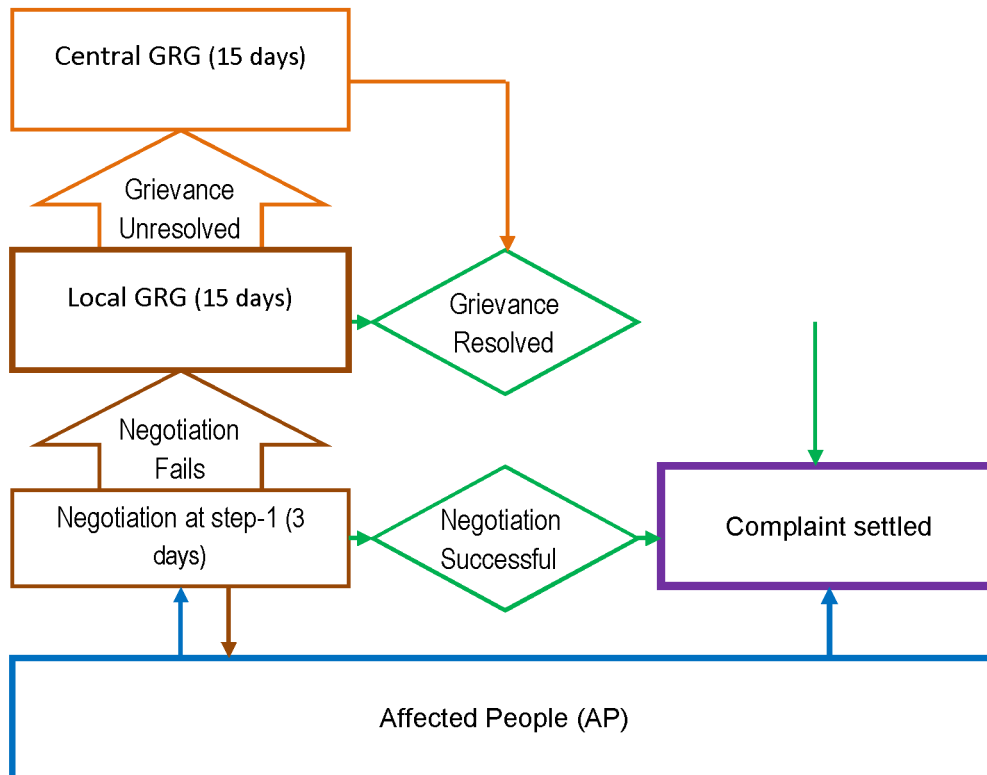 Central GRG (15 days)
Grievance
Unresolved
Local GRG (15 days)
Grievance
Resolved
Negotiation
Fails
Negotiation at step-1 (3
days)
Negotiation
Successful
Complaint settled
Affected People (AP)